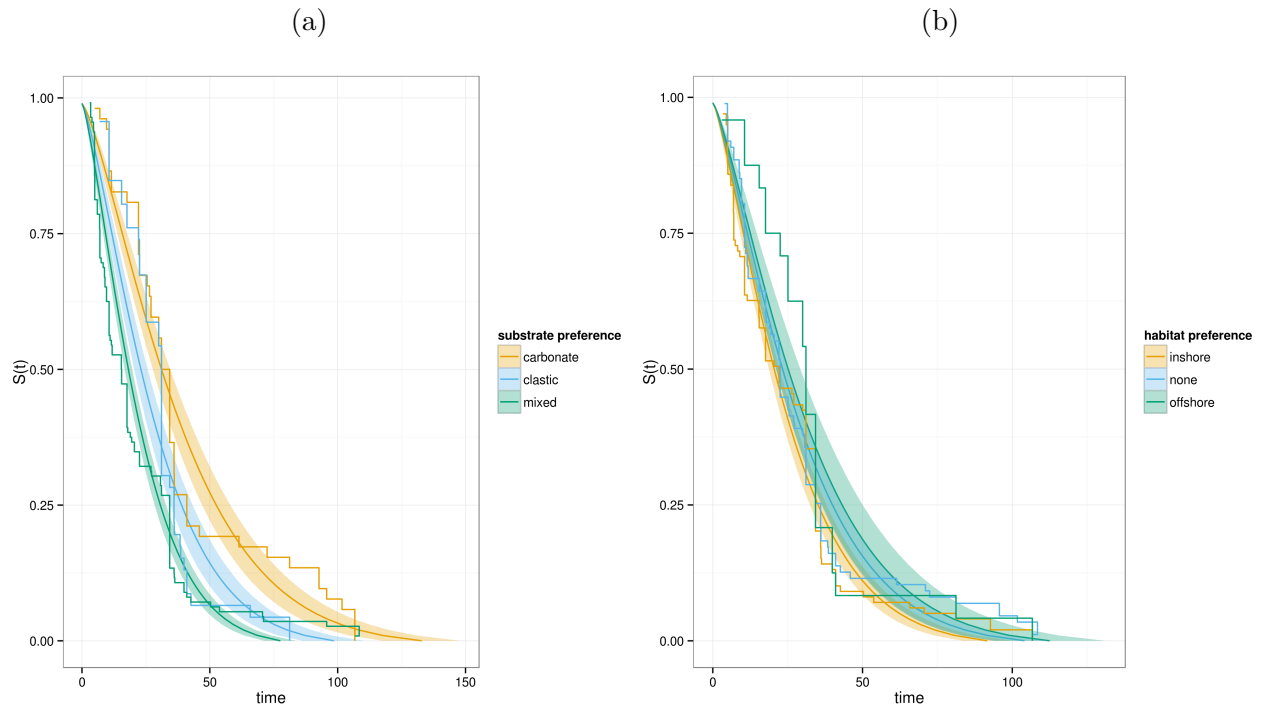 (a)
(b)
1.00
0.75
0.50
0.25
0.00
S(t)
0
50
100
150
time
substrate preference
carbonate
clastic
mixed
1.00
0.75
0.50
0.25
0.00
S(t)
0
50
100
time
habitat preference
inshore
none
offshore